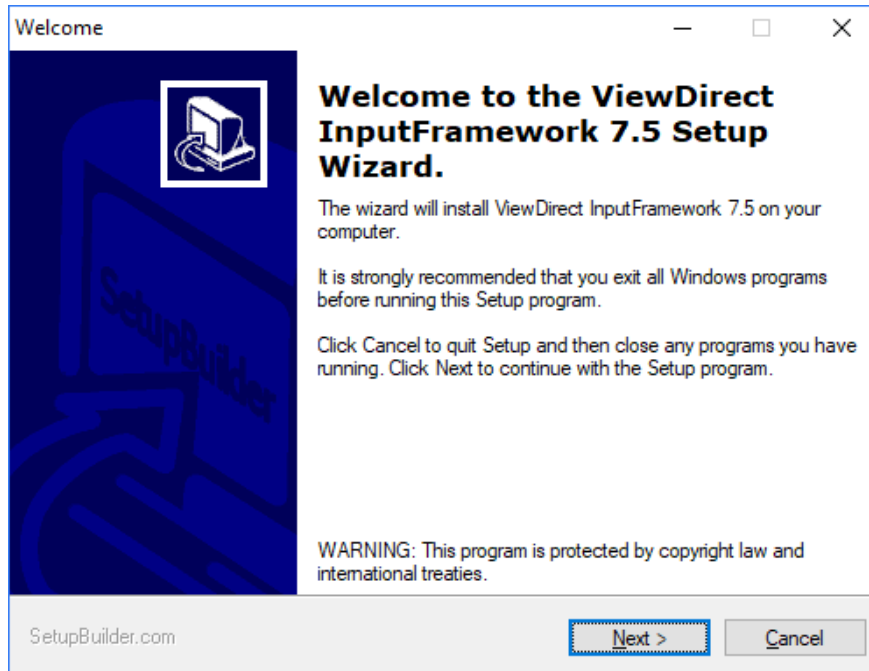 Welcome
Welcome to the ViewDirect
InputFramework 7.5 Setup
Wizard.
The wizard will install ViewDirect InputFramework 7.5 on your
computer.
It is strongly recommended that you exit all Windows programs
before running this Setup program.
Click Cancel to quit Setup and then close any programs you have
running. Click Next to continue with the Setup program.
SetupBuilder
WARNING: This program is protected by copyright law and
international treaties.
SetupBuilder.com
Next >
Cancel